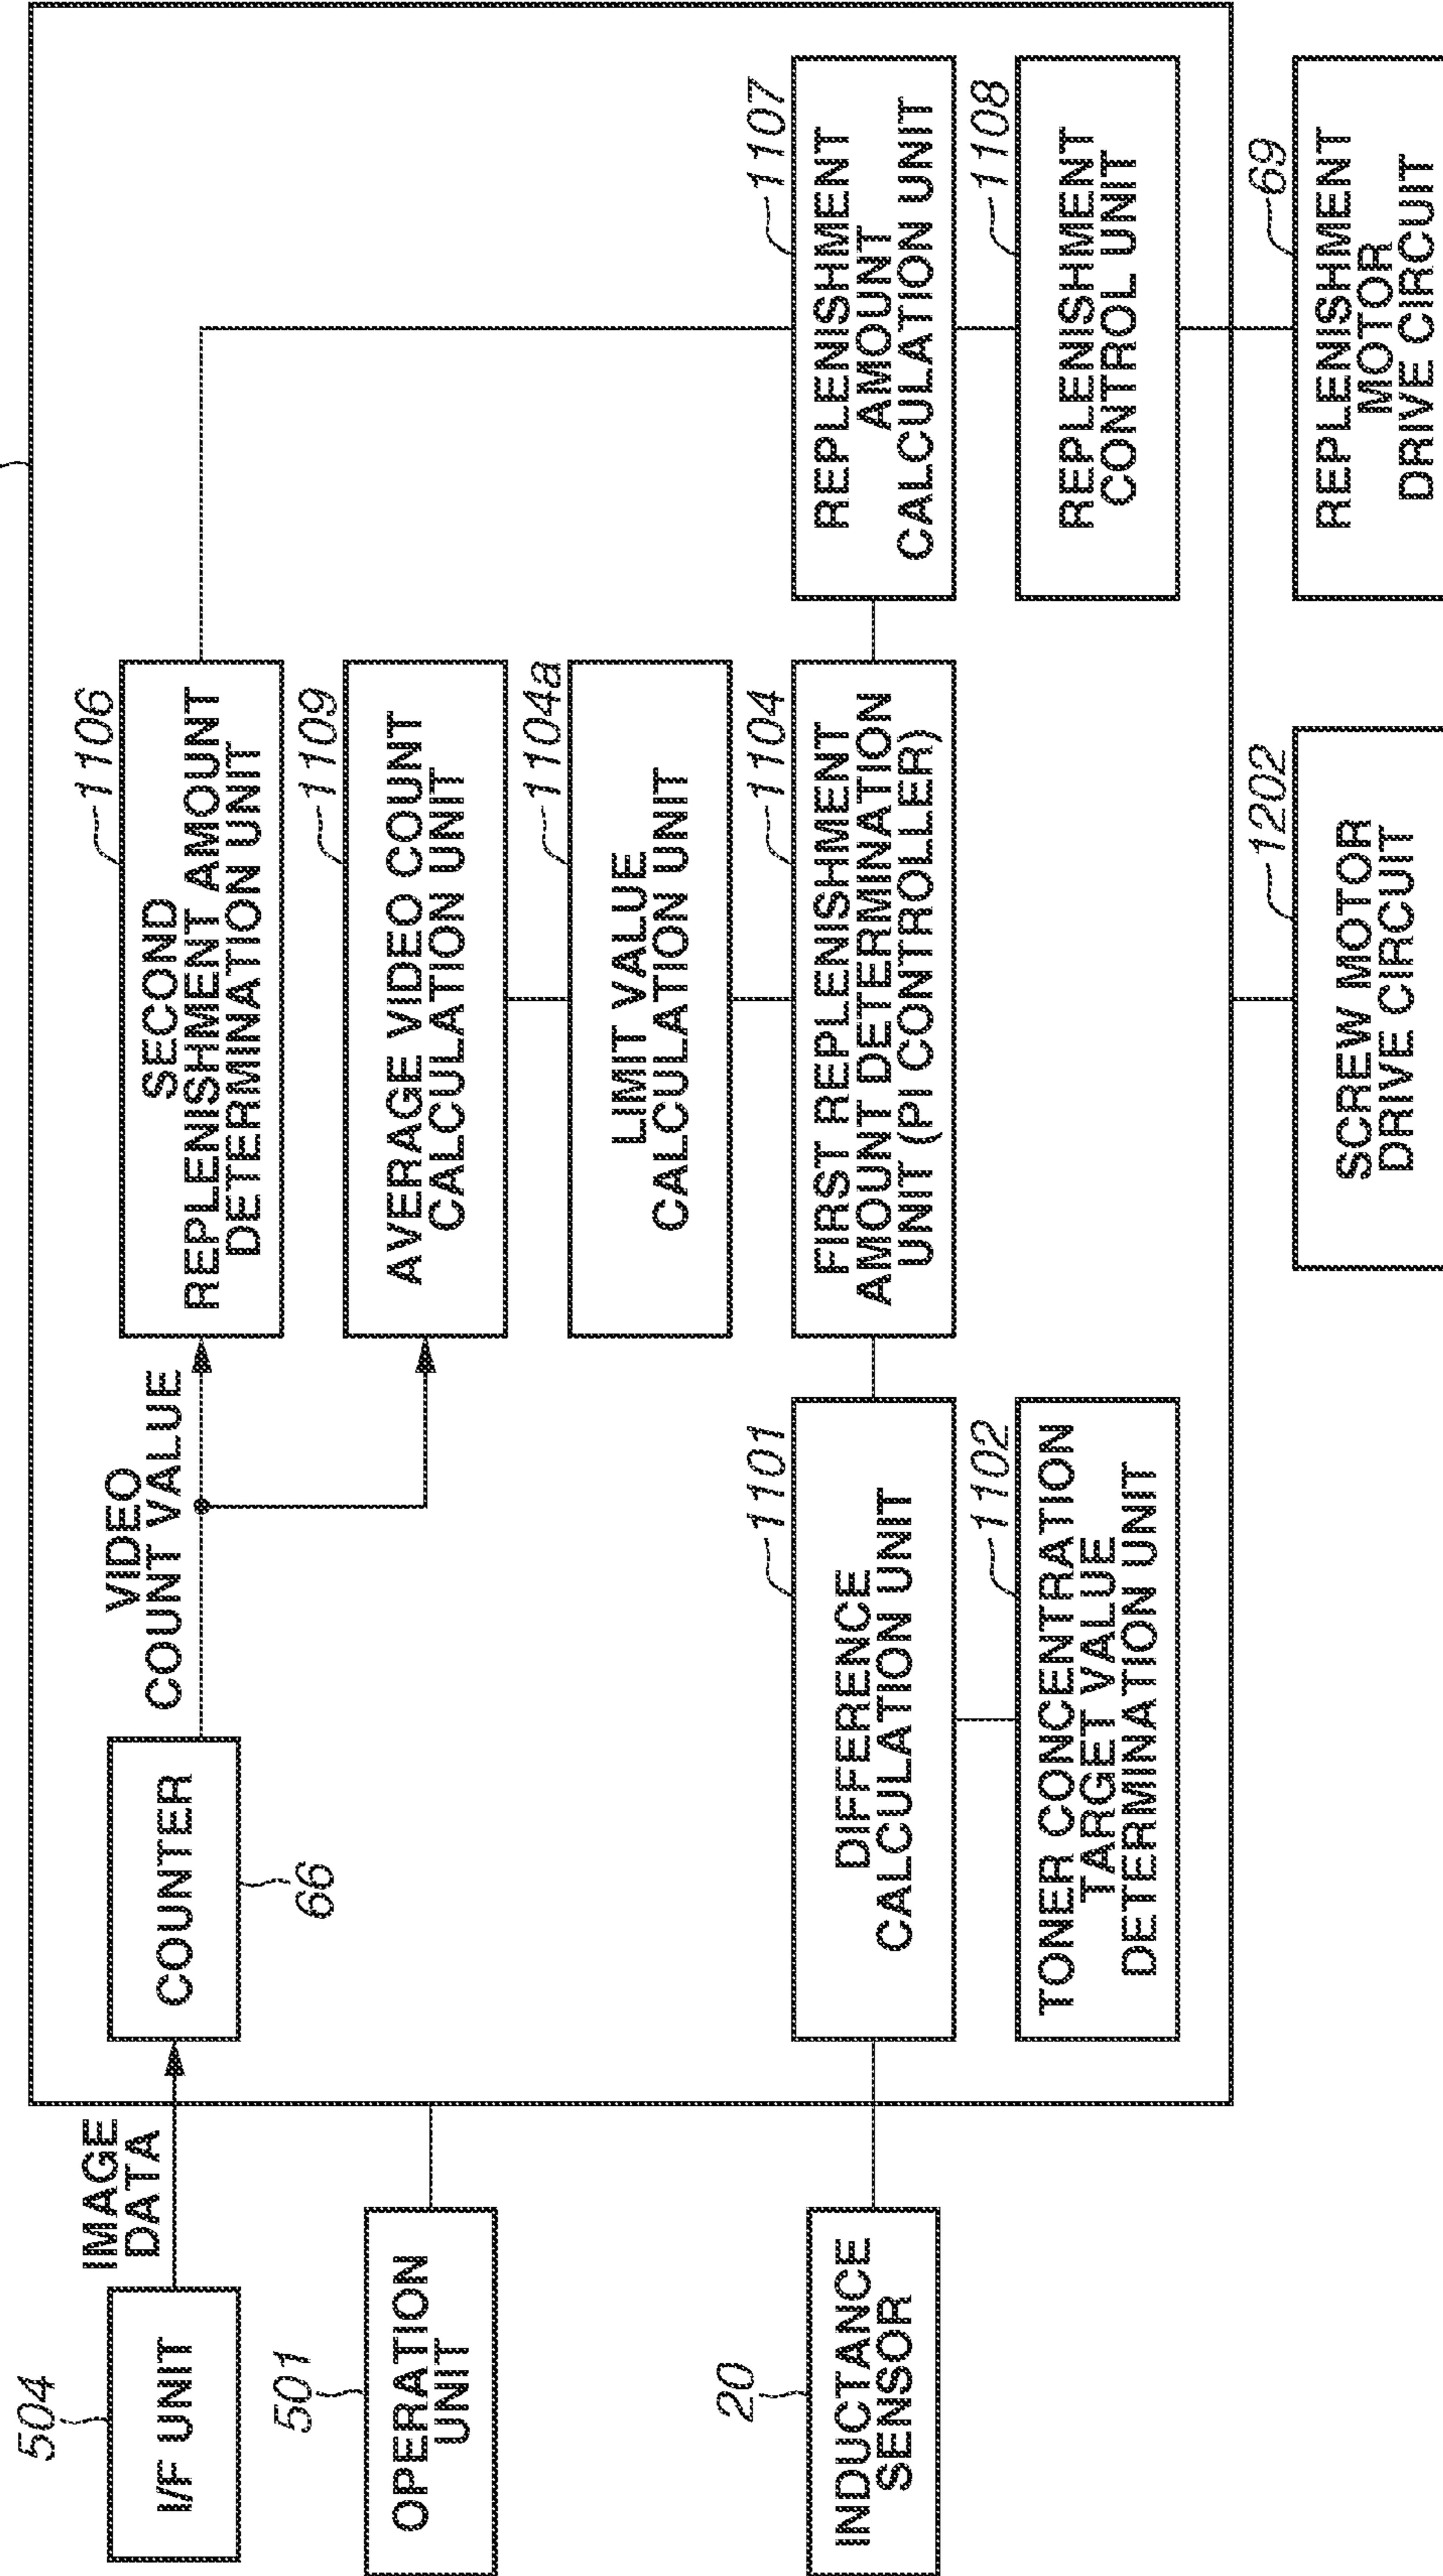 504
I/F UNIT
IMAGE
DATA
COUNTER
66
VIDEO
COUNT VALUE
1106
SECOND
REPLENISHMENT AMOUNT
DETERMINATION UNIT
501
OPERATION
UNIT
1109
AVERAGE VIDEO COUNT
CALCULATION UNIT
1104a
LIMIT VALUE
CALCULATION UNIT
20
INDUCTANCE
SENSOR
1101
DIFFERENCE
CALCULATION UNIT
1104
FIRST REPLENISHMENT
AMOUNT DETERMINATION
UNIT (PI CONTROLLER)
1107
REPLENISHMENT
AMOUNT
CALCULATION UNIT
1102
TONER CONCENTRATION
TARGET VALUE
DETERMINATION UNIT
1108
REPLENISHMENT
CONTROL UNIT
1202
SCREW MOTOR
DRIVE CIRCUIT
69
REPLENISHMENT
MOTOR
DRIVE CIRCUIT